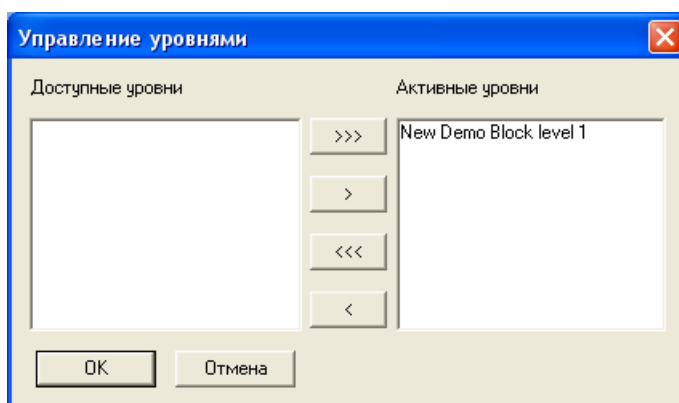 Управление уровнями
Доступные уровни
Активные уровни
>>>
New Demo Block level 1
>
<<<
<
OK
Отмена